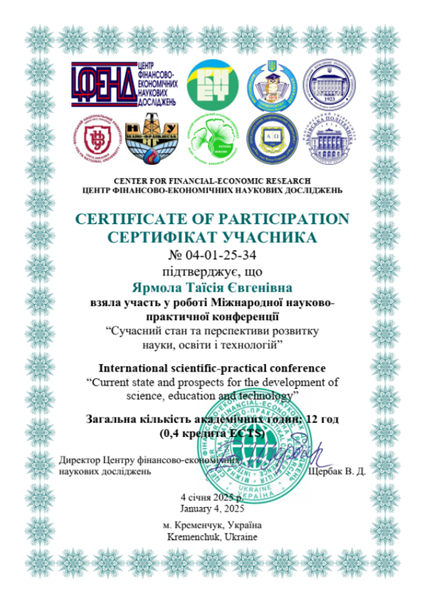 ЦФЕНД
ЦЕНТР
ФІНАНСОВО-
ЕКОНОМІЧНИХ
НАУКОВИХ
ДОСЛІДЖЕНЬ
1923
CENTER FOR FINANCIAL-ECONOMIC RESEARCH
ЦЕНТР ФІНАНСОВО-ЕКОНОМІЧНИХ НАУКОВИХ ДОСЛІДЖЕНЬ
CERTIFICATE OF PARTICIPATION
СЕРТИФІКАТ УЧАСНИКА
№ 04-01-25-34
підтверджує, що
Ярмола Таїсія Євгенівна
взяла участь у роботі Міжнародної науково-
практичної конференції
“Сучасний стан та перспективи розвитку
науки, освіти і технологій”
International scientific-practical conference
“Current state and prospects for the development of
science, education and technology”
Загальна кількість академічних годин: 12 год
(0,4 кредита ECTS)
Директор Центру фінансово-економічних
наукових досліджень Щербак В. Д.
УКРАЇНА
4 січня 2025 р.
January 4, 2025
м. Кременчук, Україна
Kremenchuk, Ukraine